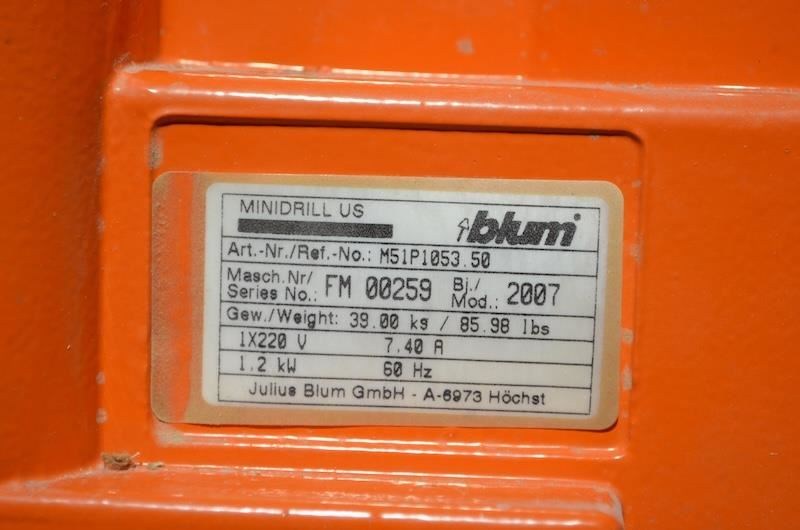 MINIDRILL US
blum
Art.-Nr./Ref.-No.: M51P1053.50
Masch.Nr/ Series No.: FM 00259 Bj./ Mod.: 2007
Gew./Weight: 39.00 kg / 85.98 lbs
1X220 V 7.40 A
1.2 kW 60 Hz
Julius Blum GmbH - A-6973 Höchst